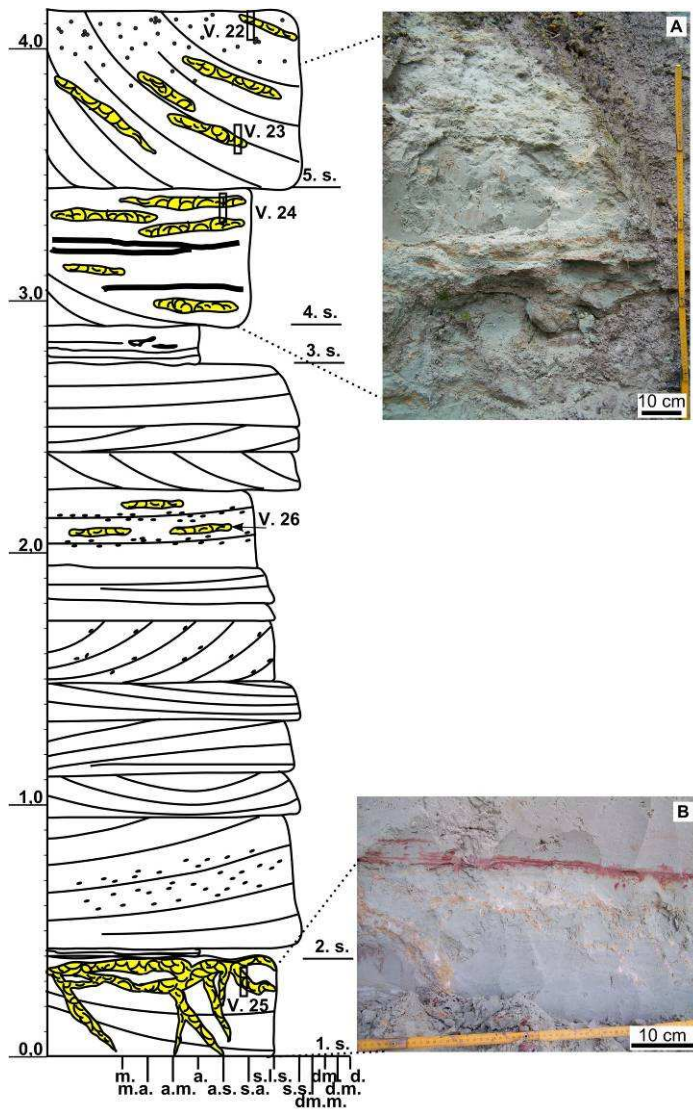 4,0
V. 22
A
V. 23
5. s.
V. 24
3,0
4. s.
3. s.
10 cm
V. 26
2,0
1,0
B
2. s.
V. 25
10 cm
0,0
1. s.
m. a. s.l.s. dm. d.
m.a. a.m. a.s. s.a. s.s. d.m.
dm.m.